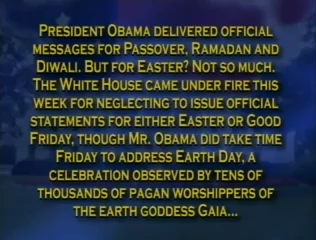 PRESIDENT OBAMA DELIVERED OFFICIAL
MESSAGES FOR PASSOVER, RAMADAN AND
DIWALI. BUT FOR EASTER? NOT SO MUCH.
THE WHITE HOUSE CAME UNDER FIRE THIS
WEEK FOR NEGLECTING TO ISSUE OFFICIAL
STATEMENTS FOR EITHER EASTER OR GOOD
FRIDAY, THOUGH MR. OBAMA DID TAKE TIME
FRIDAY TO ADDRESS EARTH DAY, A
CELEBRATION OBSERVED BY TENS OF
THOUSANDS OF PAGAN WORSHIPPERS OF
THE EARTH GODDESS GAIA...